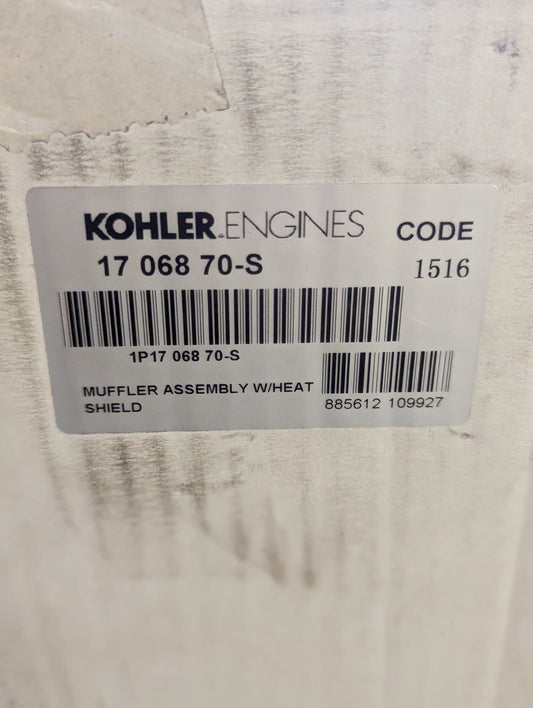 KOHLER ENGINES
CODE
17 068 70-S
1516
1P17 068 70-S
MUFFLER ASSEMBLY W/HEAT
SHIELD
885612 109927